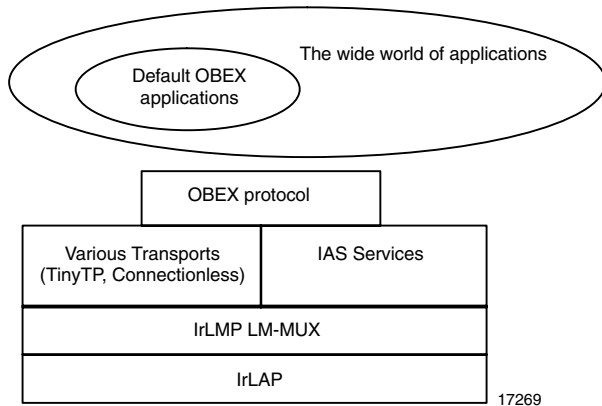 The wide world of applications
Default OBEX
applications
OBEX protocol
Various Transports
(TinyTP, Connectionless)
IAS Services
IrLMP LM-MUX
IrLAP
17269